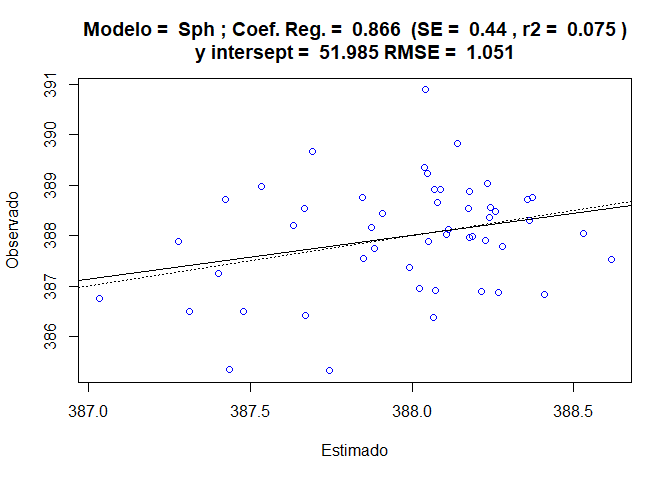 Modelo = Sph ; Coef. Reg. = 0.866 (SE = 0.44 , r2 = 0.075 )
y intersept = 51.985 RMSE = 1.051
391
390
389
388
387
386
Observado
387.0 387.5 388.0 388.5
Estimado